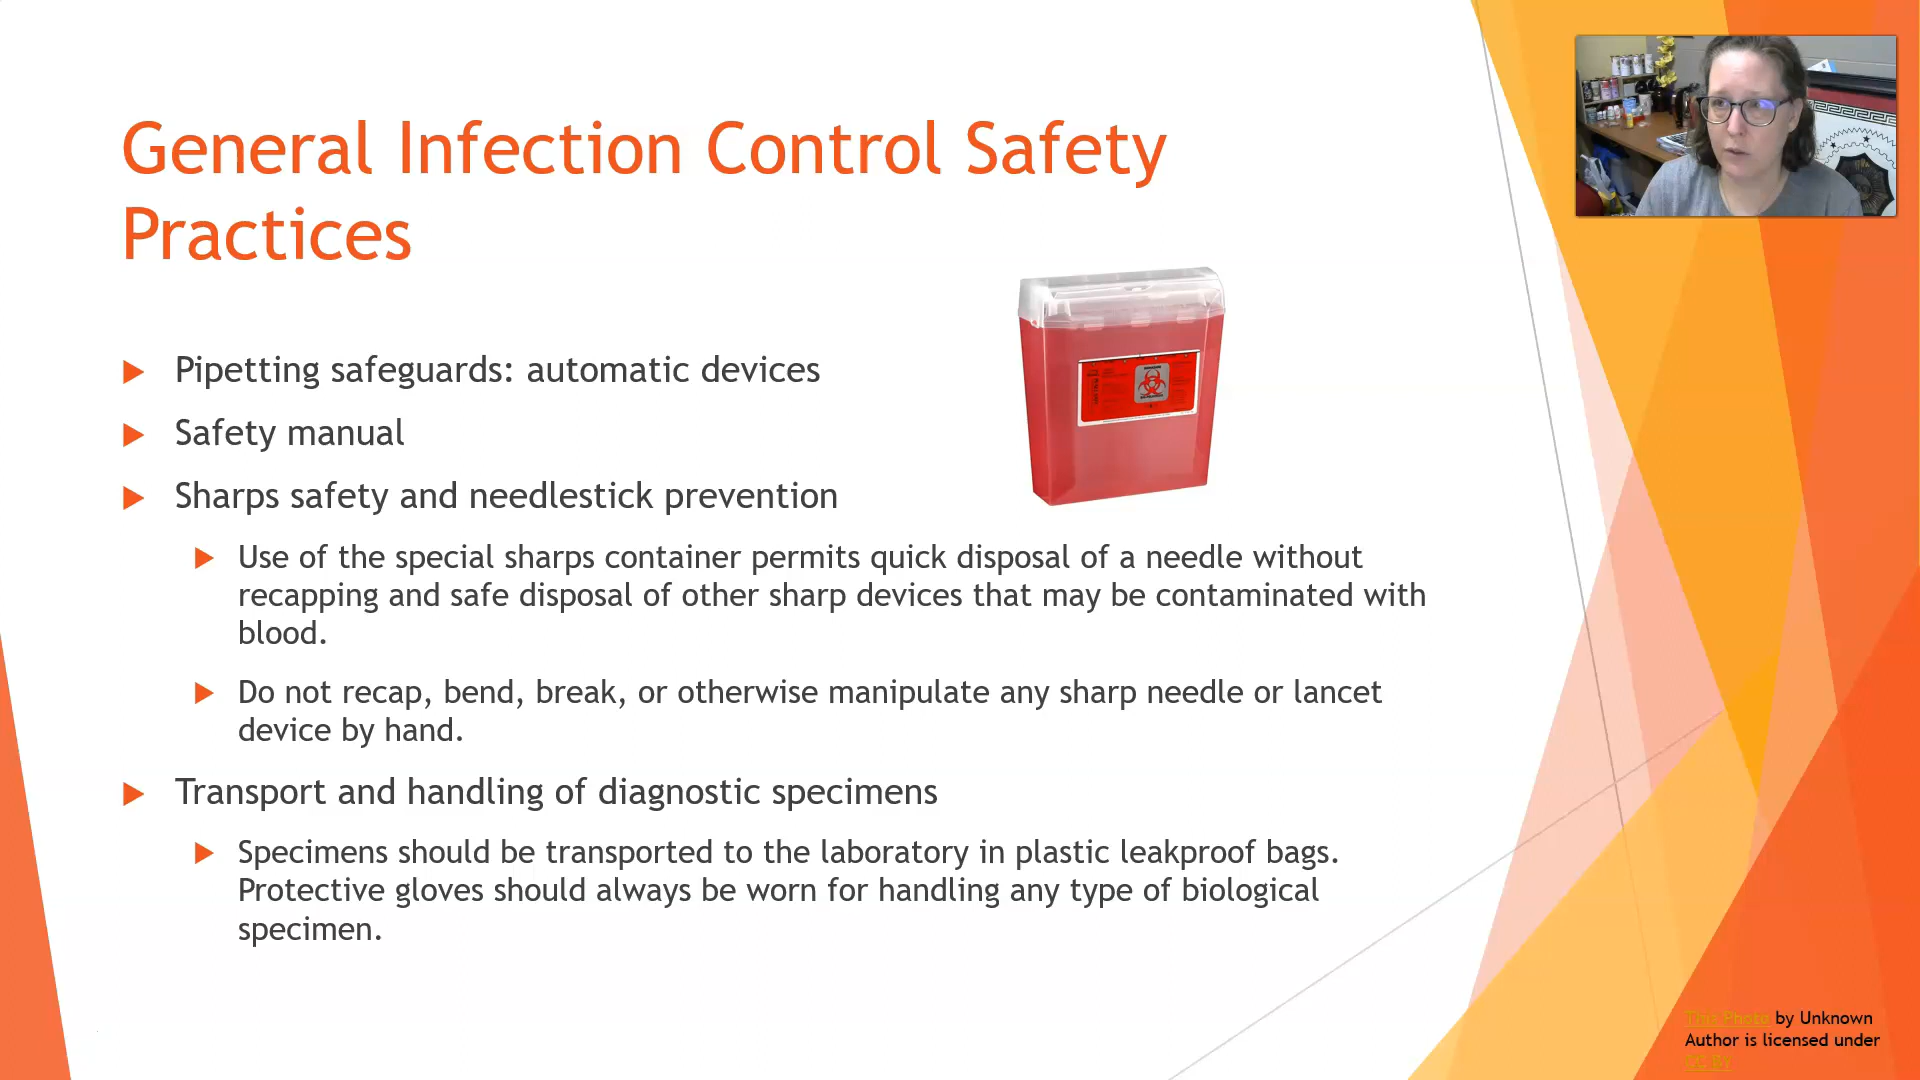 General Infection Control Safety
Practices
Pipetting safeguards: automatic devices
Safety manual
Sharps safety and needlestick prevention
Use of the special sharps container permits quick disposal of a needle without
recapping and safe disposal of other sharp devices that may be contaminated with
blood.
Do not recap, bend, break, or otherwise manipulate any sharp needle or lancet
device by hand.
Transport and handling of diagnostic specimens
Specimens should be transported to the laboratory in plastic leakproof bags.
Protective gloves should always be worn for handling any type of biological
specimen.
This Photo by Unknown
Author is licensed under
CC BY